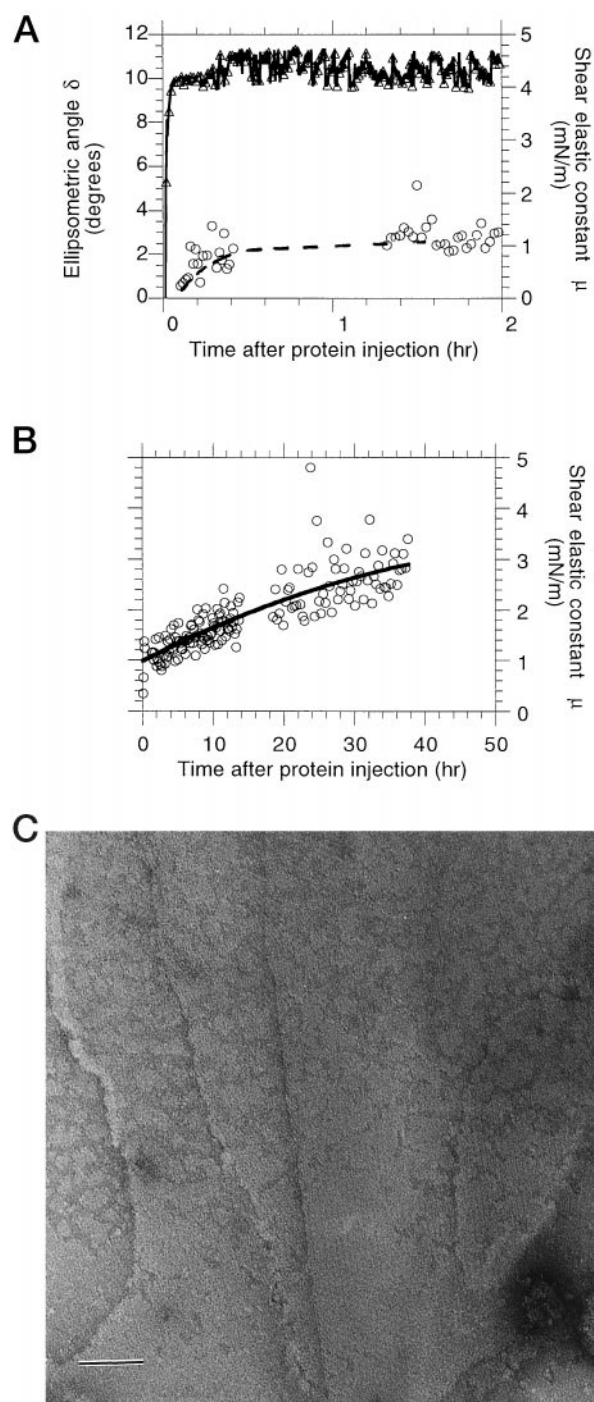 A
12
10
8
6
4
2
0
Ellipsometric angle δ
(degrees)
5
4
3
2
1
0
Shear elastic constant μ
(mN/m)
0
1
2
Time after protein injection (hr)
B
5
4
3
2
1
0
Shear elastic constant μ
(mN/m)
0
10
20
30
40
50
Time after protein injection (hr)
C